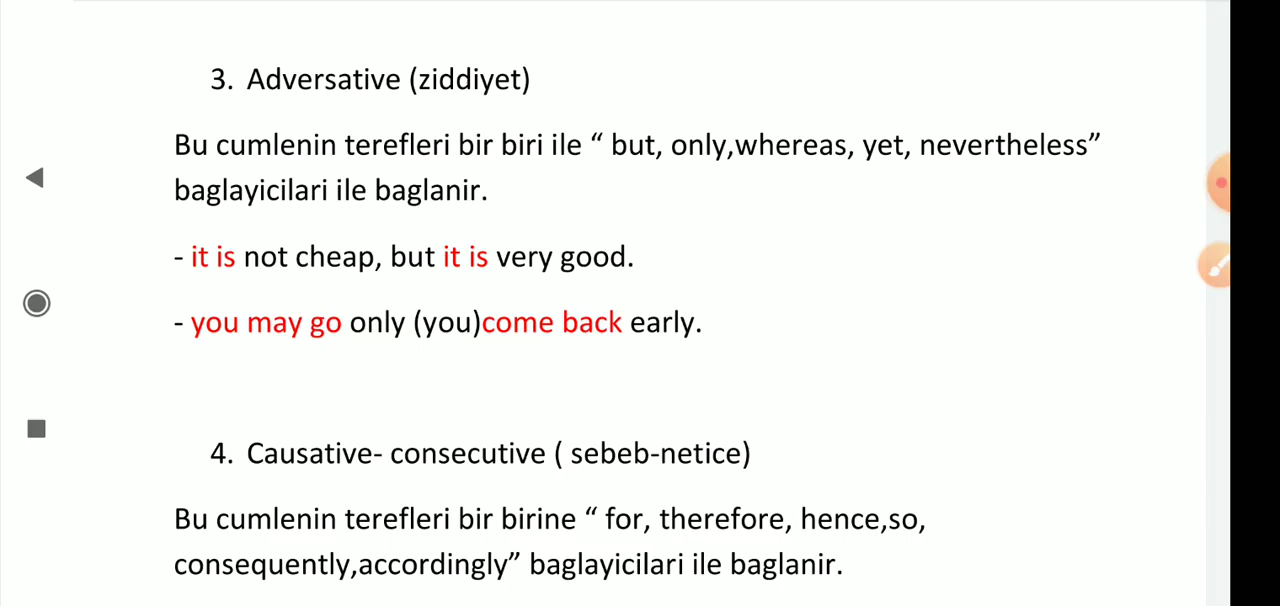 3. Adversative (ziddiyet)
Bu cumlenin terefleri bir biri ile “ but, only,whereas, yet, nevertheless”
baglayicilari ile baglanir.
- it is not cheap, but it is very good.
- you may go only (you)come back early.
4. Causative- consecutive ( sebeb-netice)
Bu cumlenin terefleri bir birine “ for, therefore, hence,so,
consequently,accordingly” baglayicilari ile baglanir.